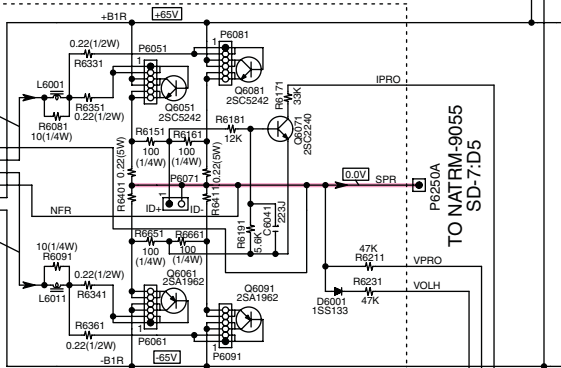 +B1R
+65V
0.22(1/2W)
R6331
P6051
1
P6081
1
L6001
R6081
10(1/4W)
R6351
0.22(1/2W)
Q6051
2SC5242
Q6081
2SC5242
R6171
33K
IPRO
R6151
100
(1/4W)
R6161
100
(1/4W)
R6181
12K
Q6071
2SC2240
R6401
0.22(5W)
P6071
1
ID+
ID-
R6411
0.22(5W)
0.0V
SPR
P6250A
TO NATRM-9055
SD-7:D5
NFR
R6191
5.6K
C6041
223J
10(1/4W)
R6091
L6011
0.22(1/2W)
R6341
R6651
100
(1/4W)
R6661
100
(1/4W)
47K
R6211
VPRO
R6231
47K
VOLH
D6001
1SS133
Q6061
2SA1962
Q6091
2SA1962
R6361
0.22(1/2W)
1
P6061
1
P6091
-B1R
-65V